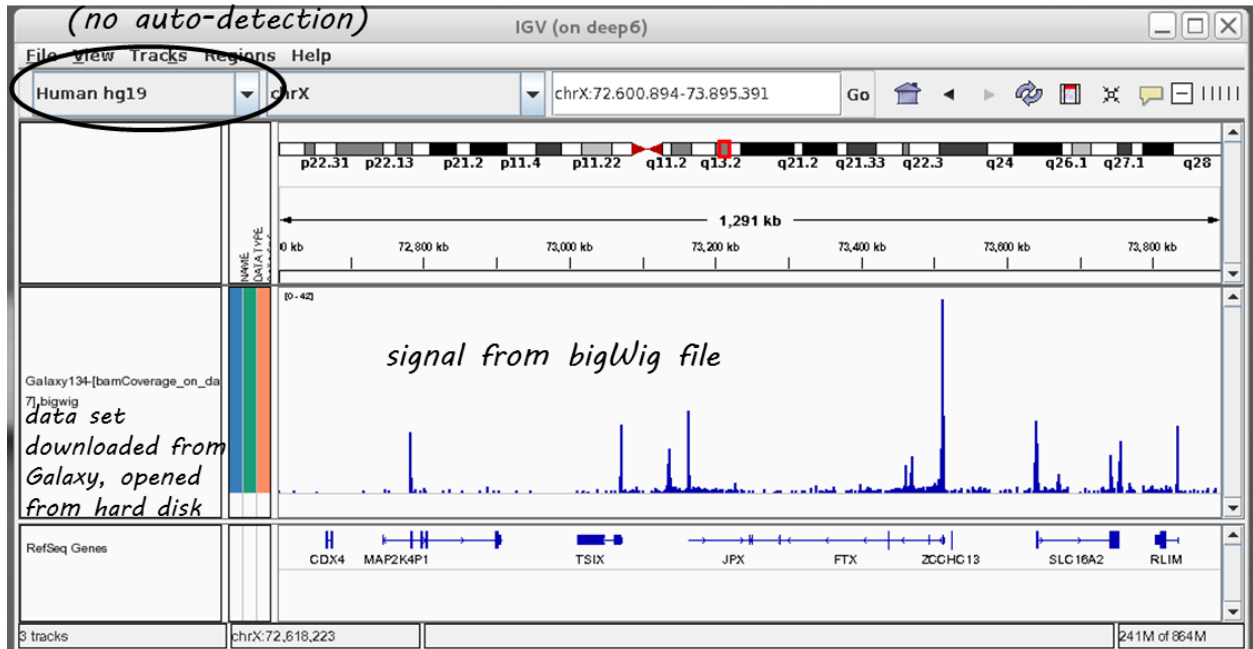 (no auto-detection)
IGV (on deep6)
File View Tracks Regions Help
Human hg19
chrX
chrX:72.600.894-73.895.391
Go
p22.31 p22.13 p21.2 p11.4 p11.22 q11.2 q13.2 q21.2 q21.33 q22.3 q24 q26.1 q27.1 q28
1,291 kb
0 kb 72,800 kb 73,000 kb 73,200 kb 73,400 kb 73,600 kb 73,800 kb
NAME
DATA TYPE
[0 - 42]
signal from bigWig file
Galaxy134-[bamCoverage_on_da
7].bigwig
data set
downloaded from
Galaxy, opened
from hard disk
RefSeq Genes
CDX4 MAP2K4P1 TSIX JPX FTX ZCCHC13 SLC16A2 RLIM
3 tracks
chrX:72,618,223
241M of 864M